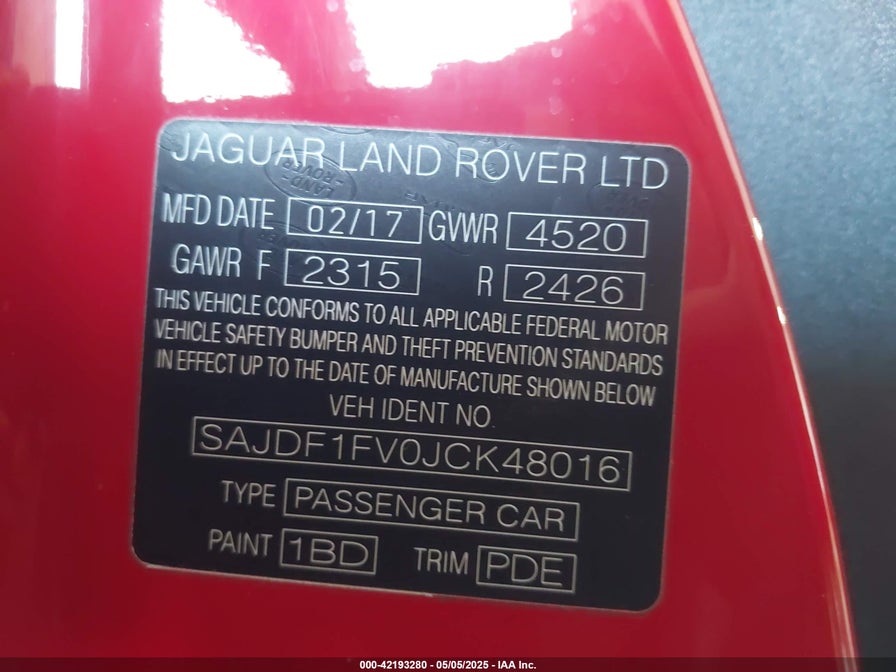 JAGUAR LAND ROVER LTD
MFD DATE 02/17 GVWR 4520
GAWR F 2315 R 2426
THIS VEHICLE CONFORMS TO ALL APPLICABLE FEDERAL MOTOR
VEHICLE SAFETY BUMPER AND THEFT PREVENTION STANDARDS
IN EFFECT UP TO THE DATE OF MANUFACTURE SHOWN BELOW
VEH IDENT NO.
SAJDF1FV0JCK48016
TYPE PASSENGER CAR
PAINT 1BD TRIM PDE
000-42193280 - 05/05/2025 - IAA Inc.